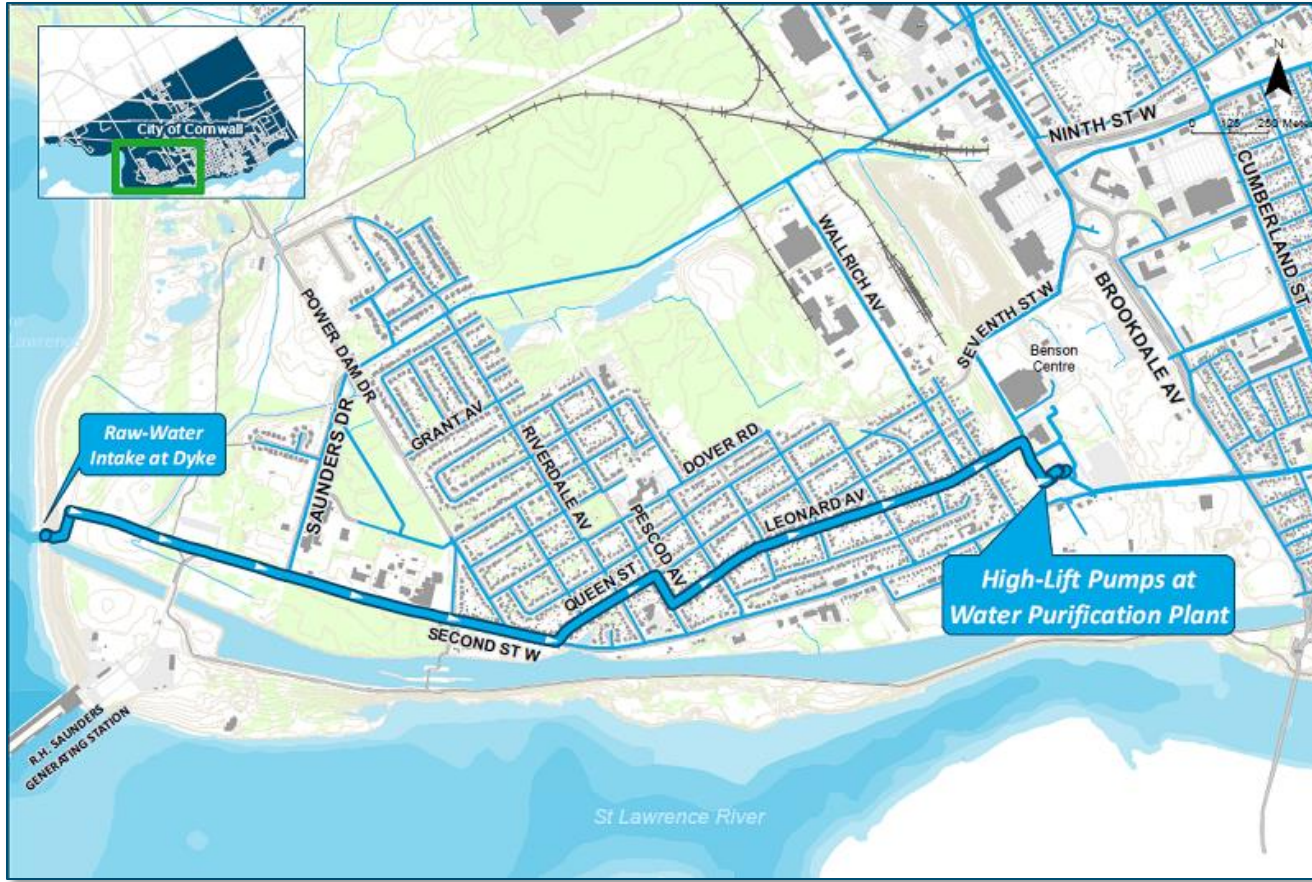 City of Cornwall
N
0 125 250 Meters
NINTH ST W
CUMBERLAND ST
WALLRICH AV
BROOKDALE AV
SEVENTH ST W
Benson
Centre
POWER DAM DR
SAUNDERS DR
GRANT AV
RIVERDALE AV
DOVER RD
PESCOD AV
LEONARD AV
QUEEN ST
SECOND ST W
Raw-Water
Intake at Dyke
High-Lift Pumps at
Water Purification Plant
R.H. SAUNDERS
GENERATING STATION
St Lawrence River